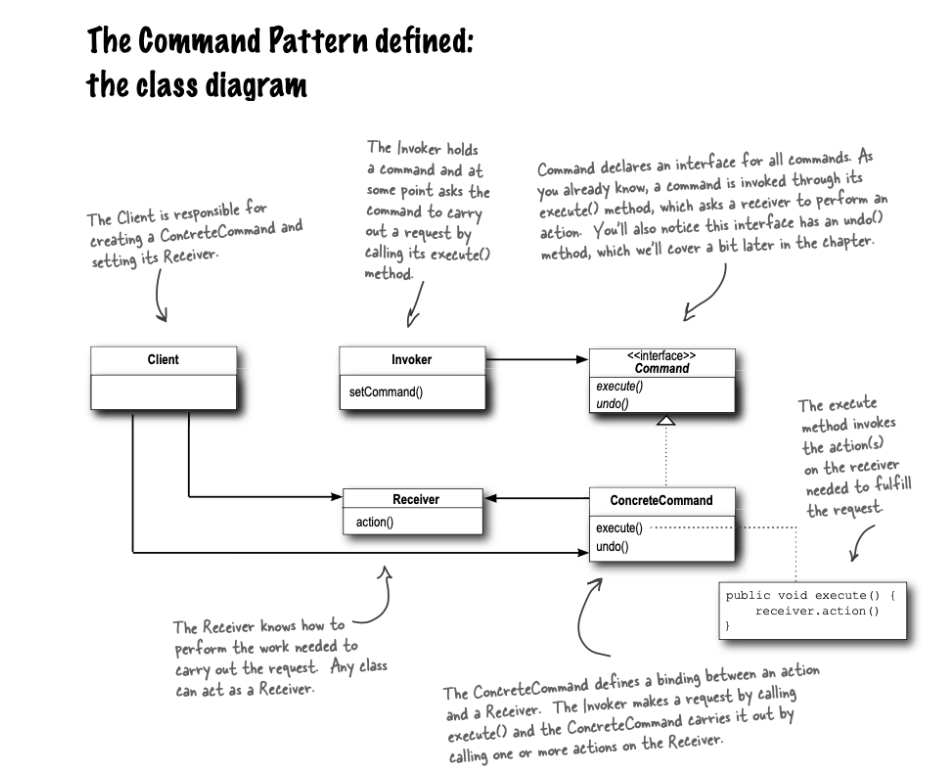 The Command Pattern defined:
the class diagram
The Client is responsible for
creating a ConcreteCommand and
setting its Receiver.
The Invoker holds
a command and at
some point asks the
command to carry
out a request by
calling its execute()
method.
Command declares an interface for all commands. As
you already know, a command is invoked through its
execute() method, which asks a receiver to perform an
action. You'll also notice this interface has an undo()
method, which we'll cover a bit later in the chapter.
Client
Invoker
setCommand()
<<interface>>
Command
execute()
undo()
The execute
method invokes
the action(s)
on the receiver
needed to fulfill
the request.
Receiver
action()
ConcreteCommand
execute()
undo()
public void execute() {
receiver.action()
}
The Receiver knows how to
perform the work needed to
carry out the request. Any class
can act as a Receiver.
The ConcreteCommand defines a binding between an action
and a Receiver. The Invoker makes a request by calling
execute() and the ConcreteCommand carries it out by
calling one or more actions on the Receiver.